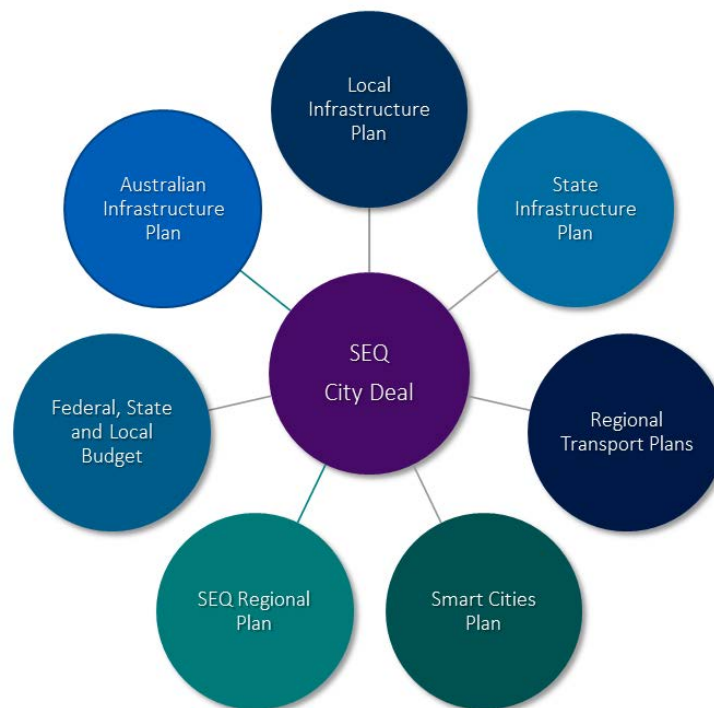 Local
Infrastructure
Plan
State
Infrastructure
Plan
Regional
Transport Plans
Smart Cities
Plan
SEQ Regional
Plan
Federal, State
and Local
Budget
Australian
Infrastructure
Plan
SEQ
City Deal